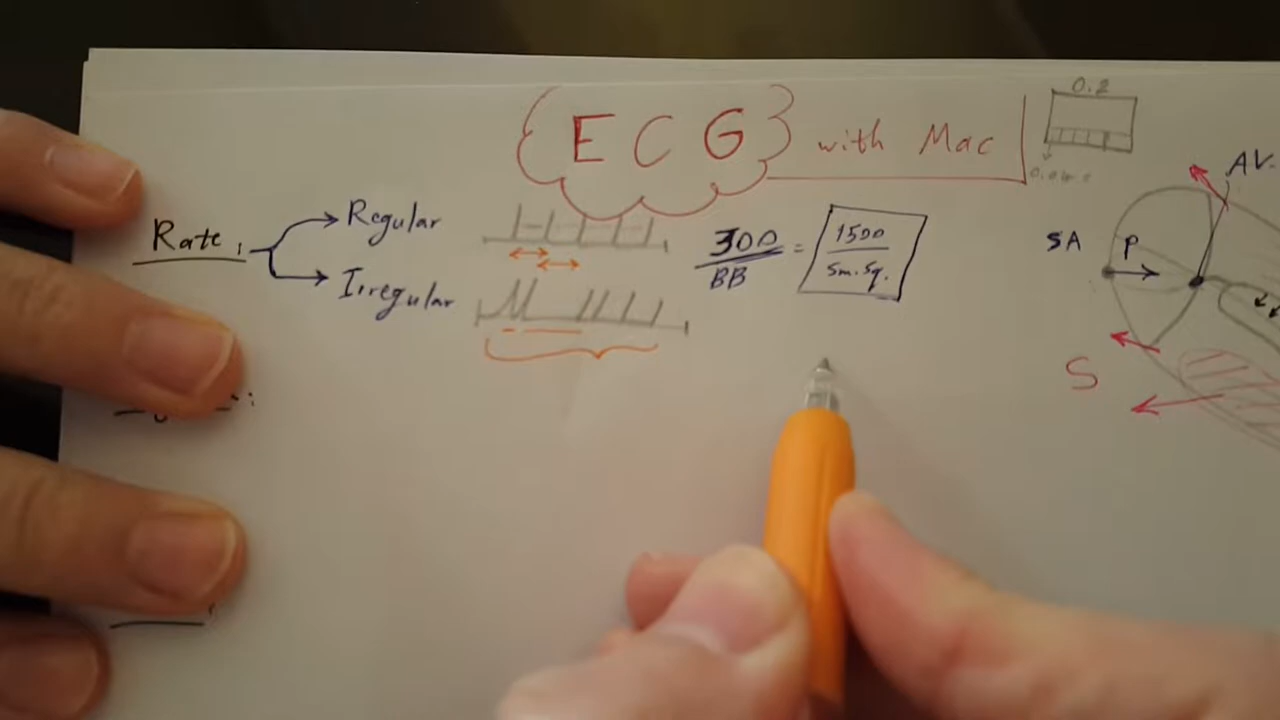 ECG with Mac
0.2
AV.
Rate: Regular
Irregular
300
BB
=
1500
Sm.Sq.
SA
P
S